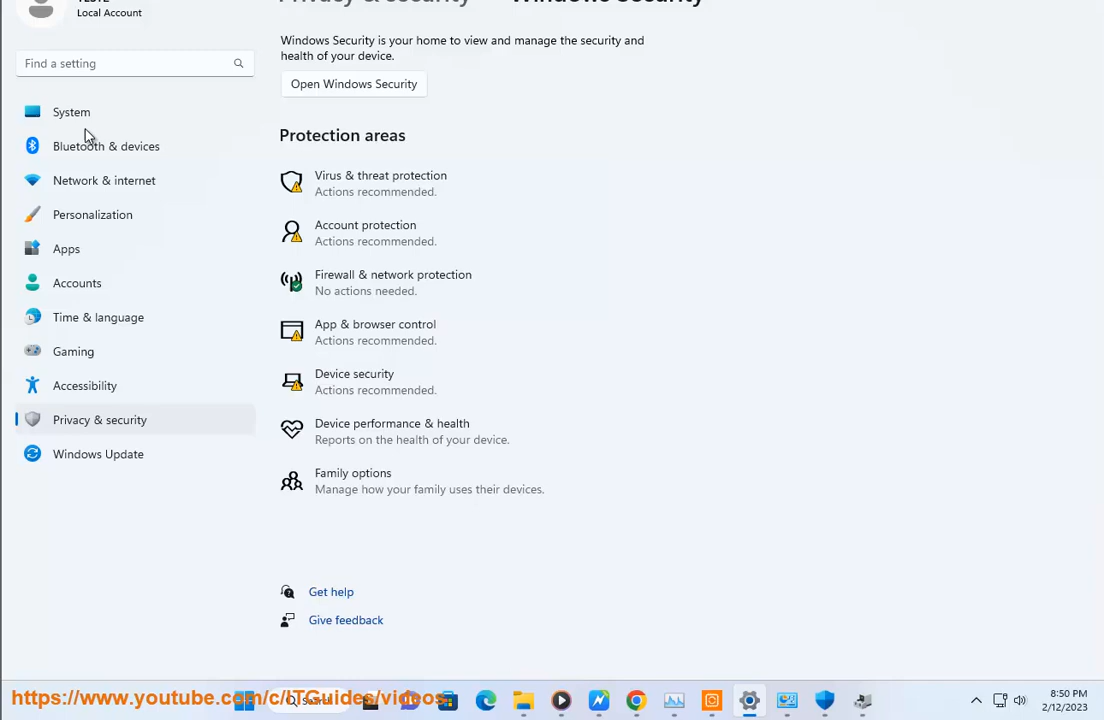 Local Account
Privacy & security
Windows Security
Find a setting
System
Bluetooth & devices
Network & internet
Personalization
Apps
Accounts
Time & language
Gaming
Accessibility
Privacy & security
Windows Update
Windows Security is your home to view and manage the security and
health of your device.
Open Windows Security
Protection areas
Virus & threat protection
Actions recommended.
Account protection
Actions recommended.
Firewall & network protection
No actions needed.
App & browser control
Actions recommended.
Device security
Actions recommended.
Device performance & health
Reports on the health of your device.
Family options
Manage how your family uses their devices.
Get help
Give feedback
https://www.youtube.com/c/ITGuides/videos
8:50 PM
2/12/2023